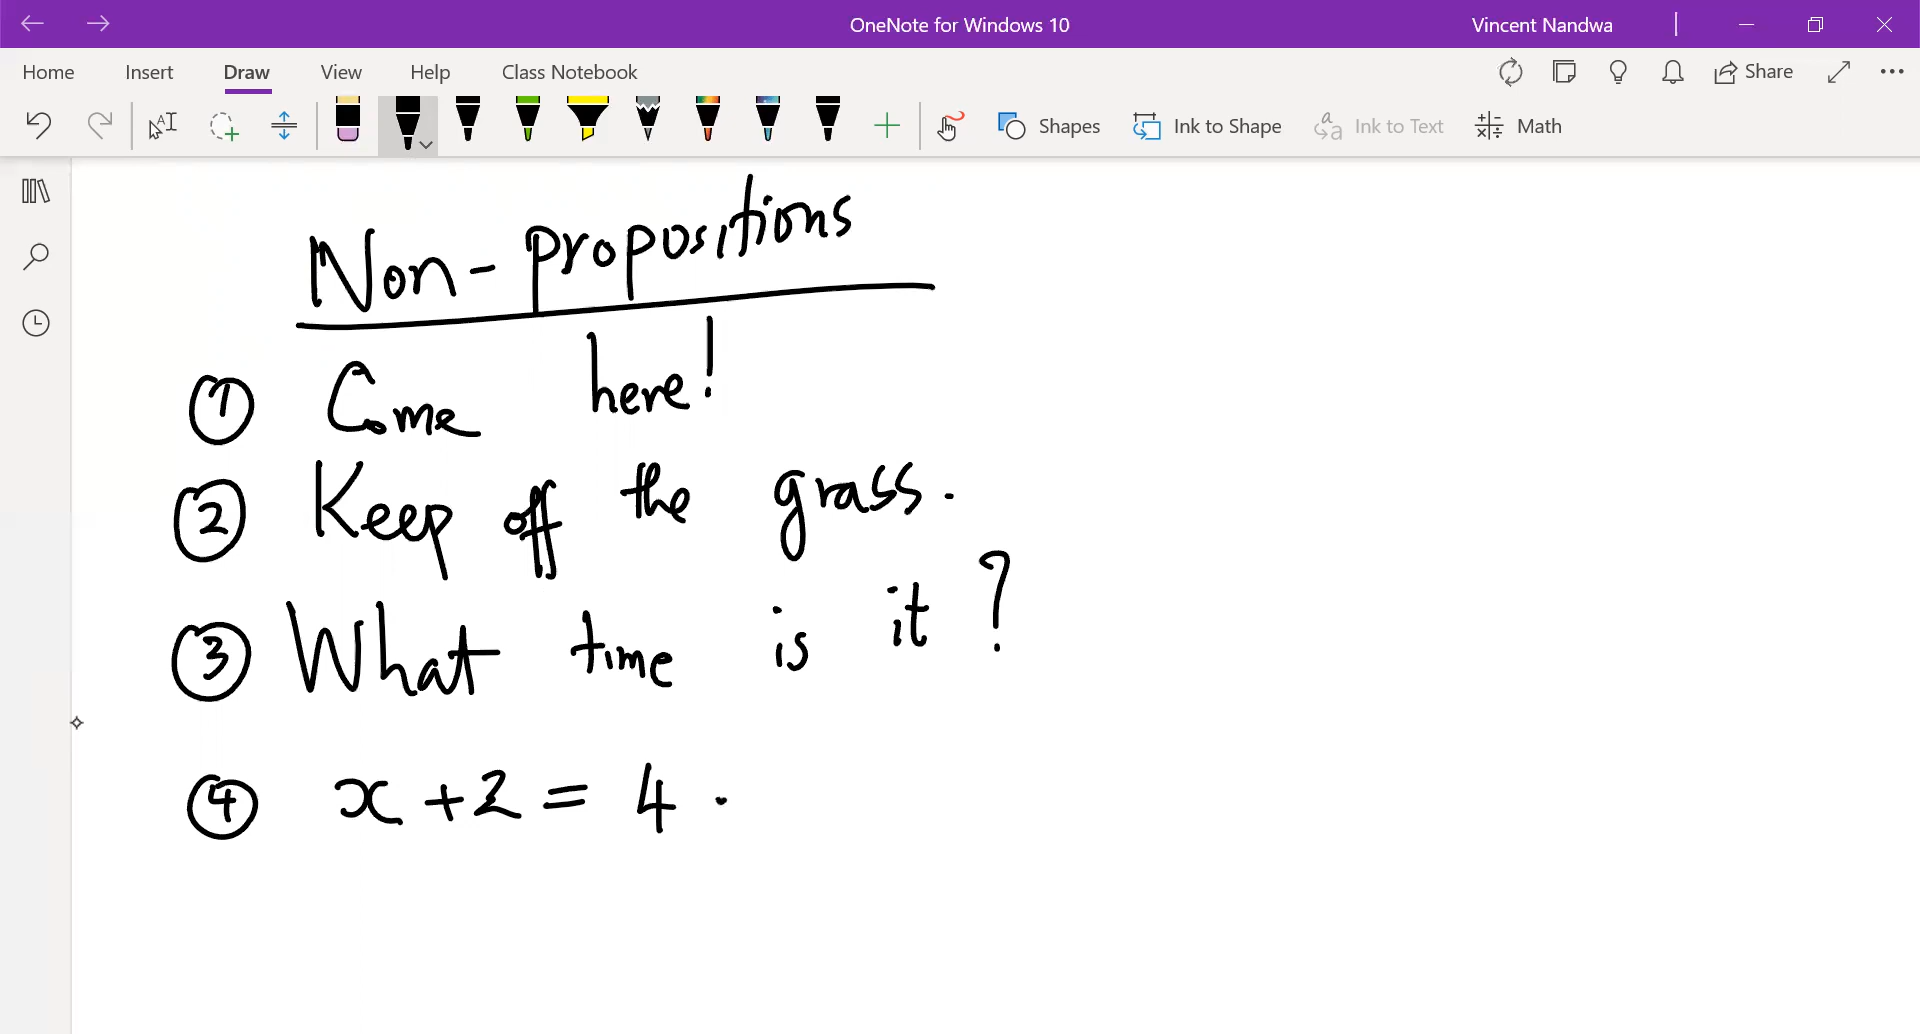 OneNote for Windows 10
Vincent Nandwa
Home Insert Draw View Help Class Notebook Share
Shapes Ink to Shape Ink to Text Math
Non-propositions
① Come here!
② Keep off the grass.
③ What time is it?
④ x + 2 = 4.